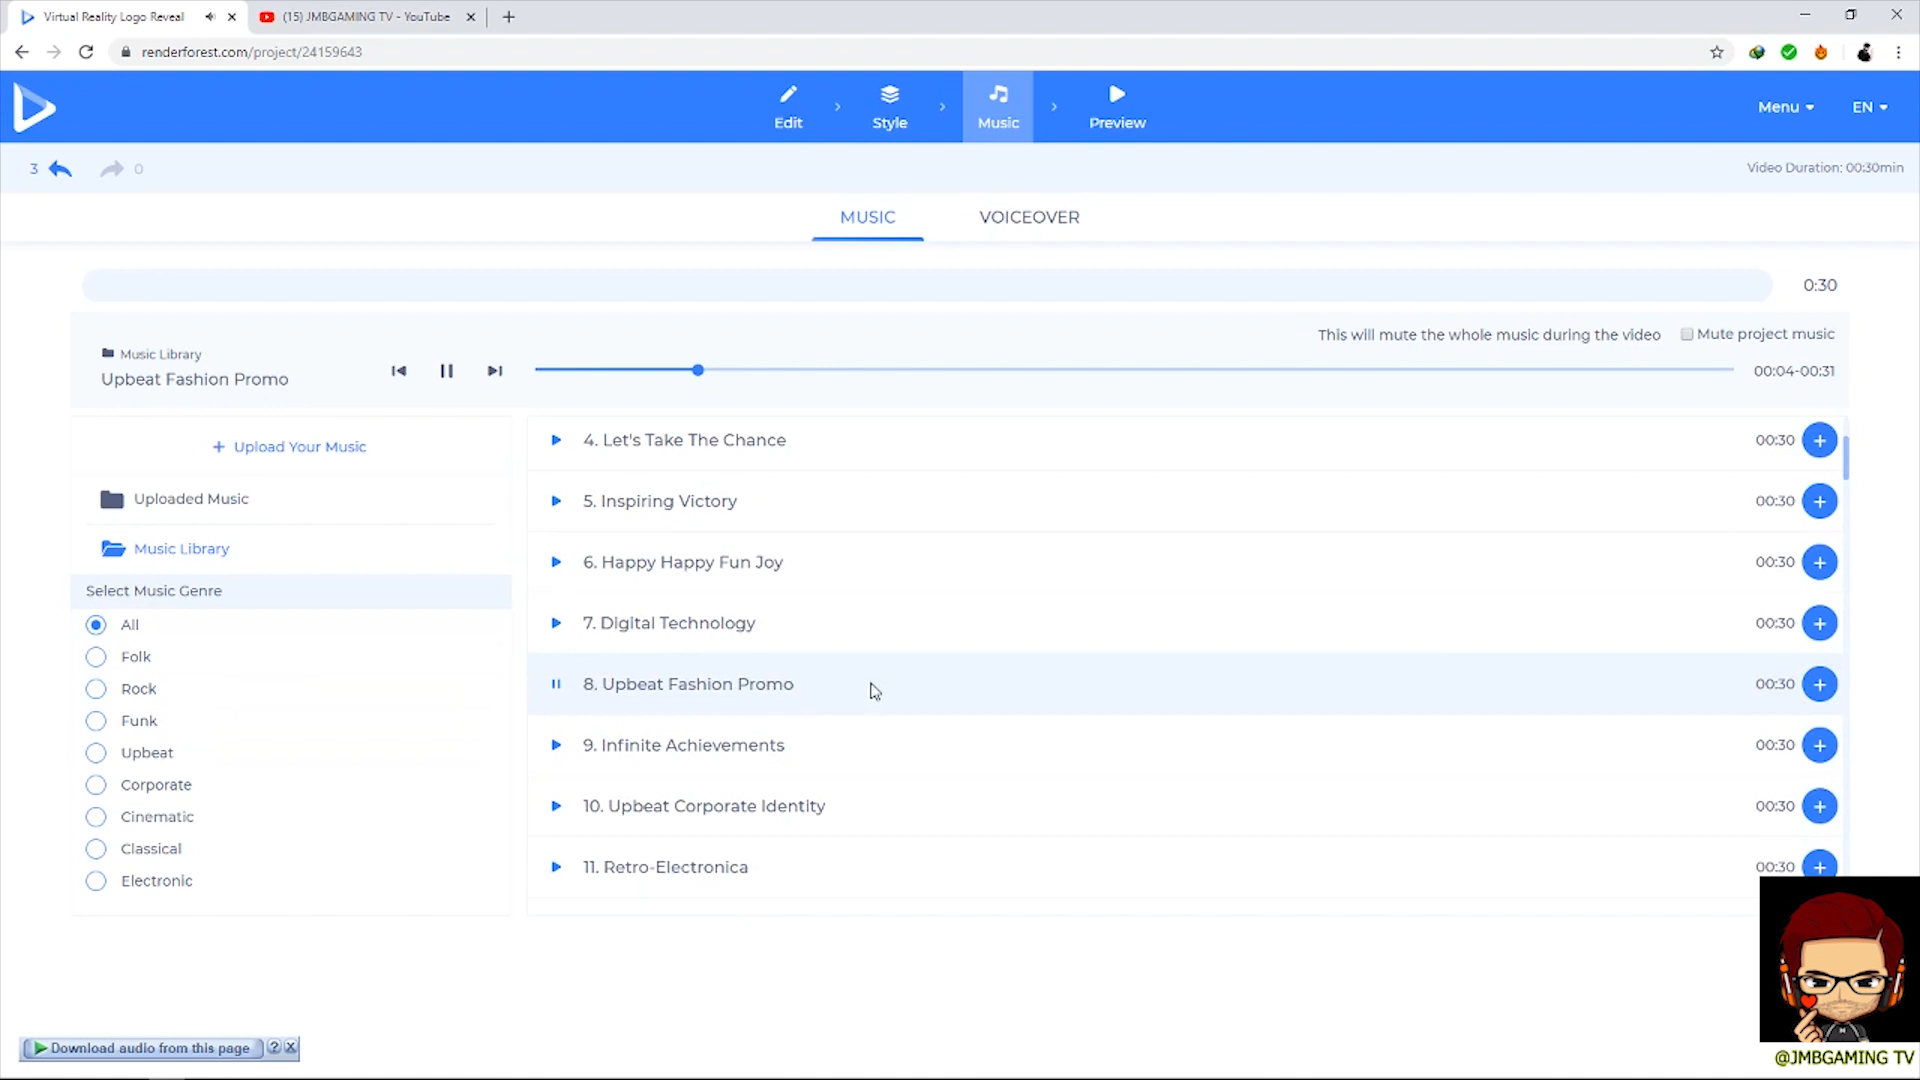 Virtual Reality Logo Reveal
(15) JMBGAMING TV - YouTube
renderforest.com/project/24159643
Edit
Style
Music
Preview
Menu
EN
3
0
Video Duration: 00:30min
MUSIC
VOICEOVER
0:30
This will mute the whole music during the video
Mute project music
Music Library
Upbeat Fashion Promo
00:04-00:31
+ Upload Your Music
Uploaded Music
Music Library
Select Music Genre
All
Folk
Rock
Funk
Upbeat
Corporate
Cinematic
Classical
Electronic
4. Let's Take The Chance 00:30
5. Inspiring Victory 00:30
6. Happy Happy Fun Joy 00:30
7. Digital Technology 00:30
8. Upbeat Fashion Promo 00:30
9. Infinite Achievements 00:30
10. Upbeat Corporate Identity 00:30
11. Retro-Electronica 00:30
Download audio from this page ?
@JMBGAMING TV